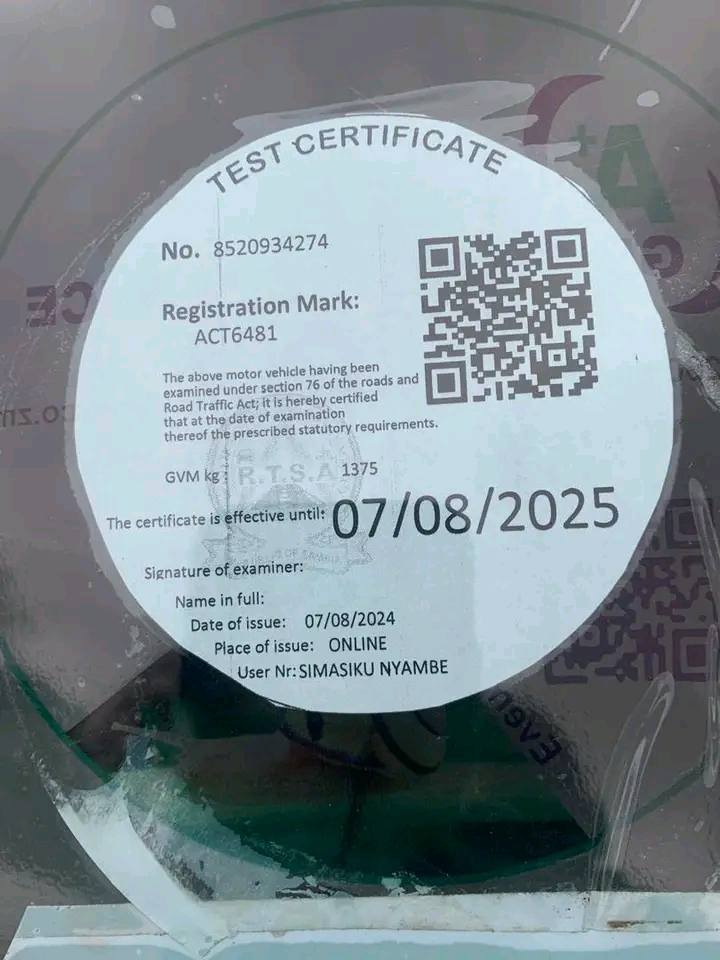 TEST CERTIFICATE
No. 8520934274
Registration Mark:
ACT6481
The above motor vehicle having been
examined under section 76 of the roads and
Road Traffic Act; it is hereby certified
that at the date of examination
thereof the prescribed statutory requirements.
GVM kg: 1375
R.T.S.A
The certificate is effective until: 07/08/2025
Signature of examiner:
Name in full:
Date of issue: 07/08/2024
Place of issue: ONLINE
User Nr: SIMASIKU NYAMBE
A+
Even